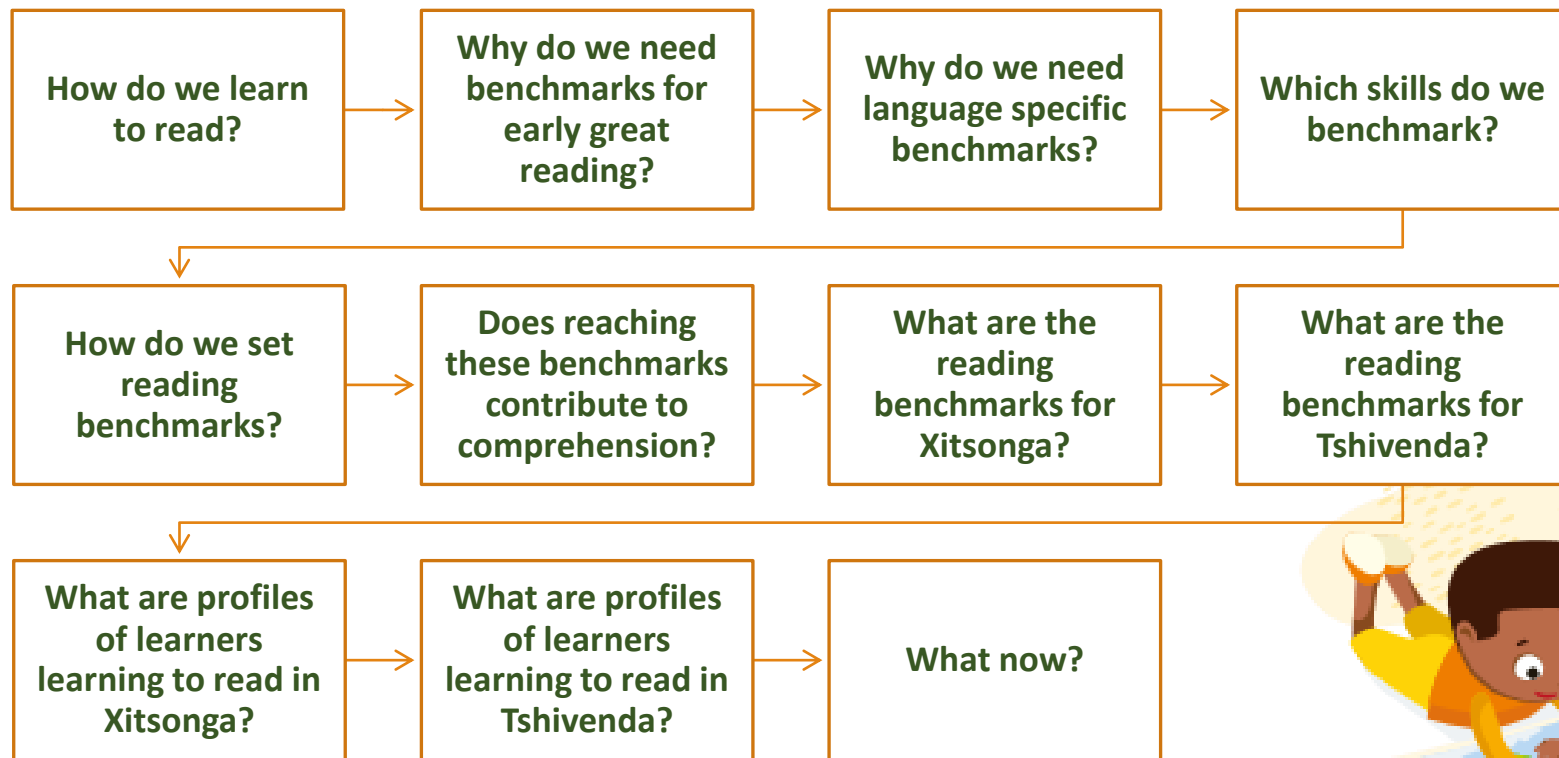 How do we learn
to read?
Why do we need
benchmarks for
early great
reading?
Why do we need
language specific
benchmarks?
Which skills do we
benchmark?
How do we set
reading
benchmarks?
Does reaching
these benchmarks
contribute to
comprehension?
What are the
reading
benchmarks for
Xitsonga?
What are the
reading
benchmarks for
Tshivenda?
What are profiles
of learners
learning to read in
Xitsonga?
What are profiles
of learners
learning to read in
Tshivenda?
What now?